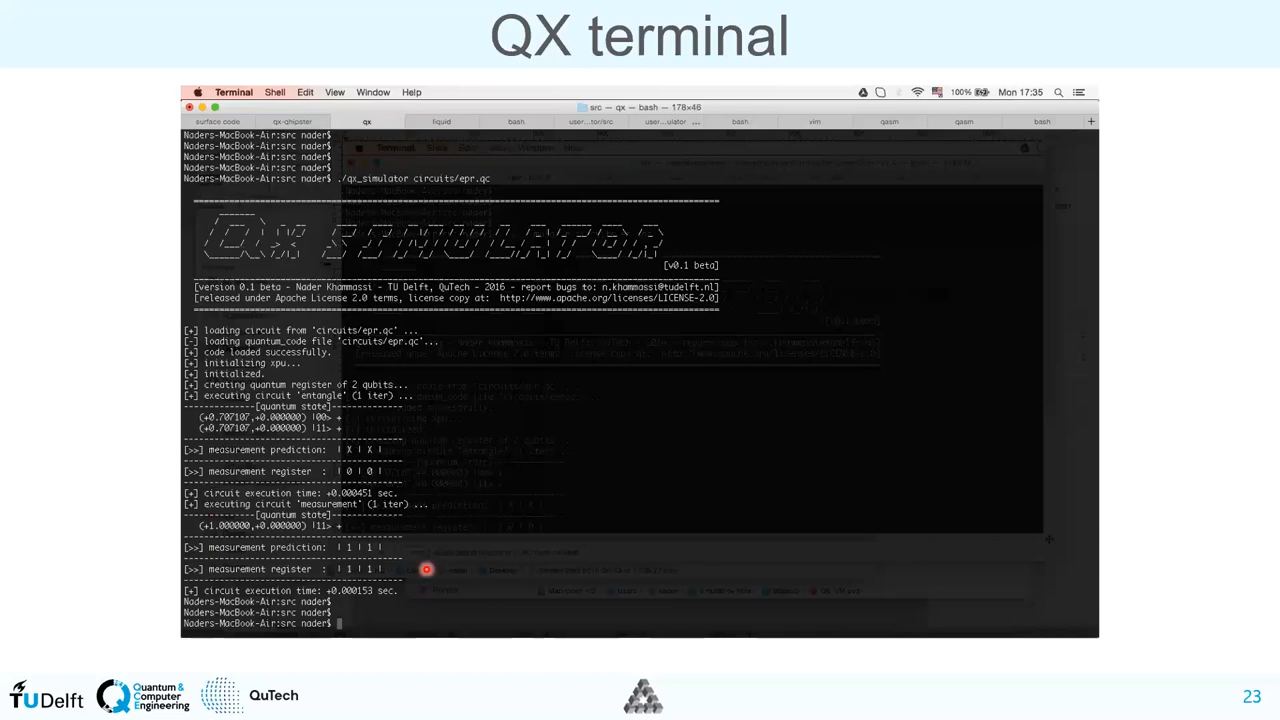 QX terminal
Terminal Shell Edit View Window Help
100% Mon 17:35
src — qx — bash — 178×46
surface code qx-qhipster qx liquid bash user...tor/src user...ulator ... bash vim qasm qasm bash +
Naders-MacBook-Air:src nader$
Naders-MacBook-Air:src nader$
Naders-MacBook-Air:src nader$
Naders-MacBook-Air:src nader$
Naders-MacBook-Air:src nader$ ./qx_simulator circuits/epr.qc
[v0.1 beta]
[version 0.1 beta - Nader Khammassi - TU Delft, QuTech - 2016 - report bugs to: n.khammassi@tudelft.nl]
[released under Apache License 2.0 terms, license copy at: http://www.apache.org/licenses/LICENSE-2.0]
[+] loading circuit from 'circuits/epr.qc' ...
[-] loading quantum_code file 'circuits/epr.qc'...
[+] code loaded successfully.
[+] initializing xpu...
[+] initialized.
[+] creating quantum register of 2 qubits...
[+] executing circuit 'entangle' (1 iter) ...
--------------[quantum state]--------------
(+0.707107,+0.000000) |00> +
(+0.707107,+0.000000) |11> +
[>>] measurement prediction: | X | X |
[>>] measurement register : | 0 | 0 |
[+] circuit execution time: +0.000451 sec.
[+] executing circuit 'measurement' (1 iter) ...
--------------[quantum state]--------------
(+1.000000,+0.000000) |11> +
[>>] measurement prediction: | 1 | 1 |
[>>] measurement register : | 1 | 1 |
[+] circuit execution time: +0.000153 sec.
Naders-MacBook-Air:src nader$
Naders-MacBook-Air:src nader$
Naders-MacBook-Air:src nader$
TUDelft
Quantum & Computer Engineering
QuTech
23